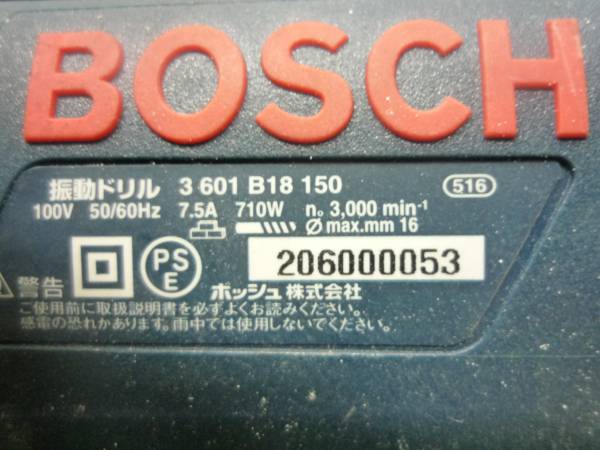 BOSCH
振動ドリル 3 601 B18 150 516
100V 50/60Hz 7.5A 710W n₀ 3,000 min⁻¹
Ø max.mm 16
PSE 206000053
警告 ボッシュ株式会社
ご使用前に取扱説明書を必ずよくお読みください。
感電の恐れかあります。雨中では使用しないでください。